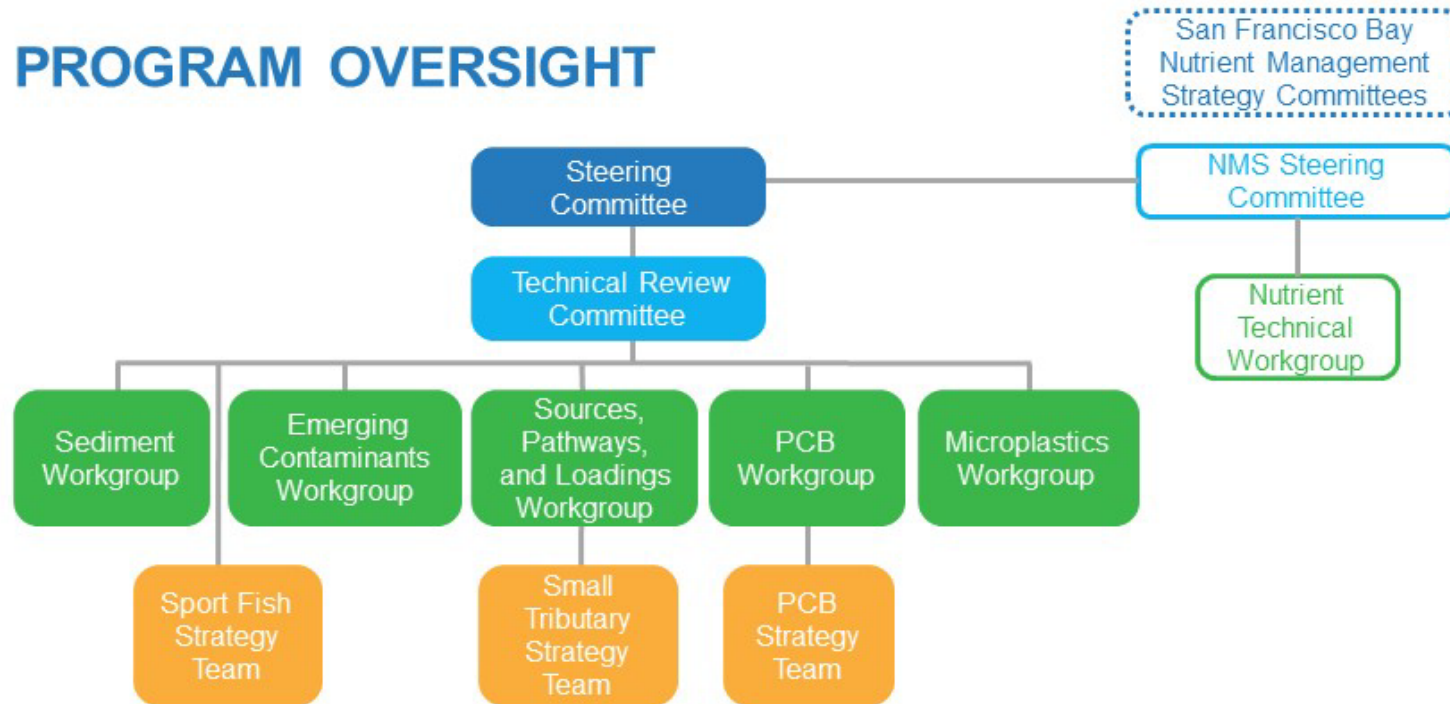 PROGRAM OVERSIGHT
San Francisco Bay
Nutrient Management
Strategy Committees
Steering
Committee
NMS Steering
Committee
Technical Review
Committee
Nutrient
Technical
Workgroup
Sediment
Workgroup
Emerging
Contaminants
Workgroup
Sources,
Pathways,
and Loadings
Workgroup
PCB
Workgroup
Microplastics
Workgroup
Sport Fish
Strategy
Team
Small
Tributary
Strategy
Team
PCB
Strategy
Team